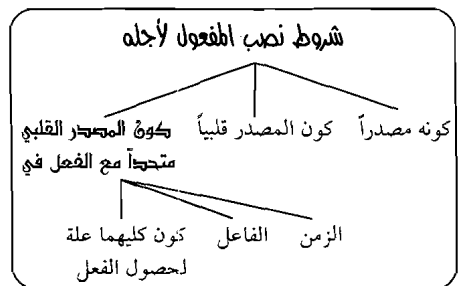 شروط نصب المفعول لأجله
كونه مصدراً
كون المصدر قلبياً
كون المصدر القلبي
متحداً مع الفعل في
الزمن
الفاعل
كون كليهما علة
لحصول الفعل